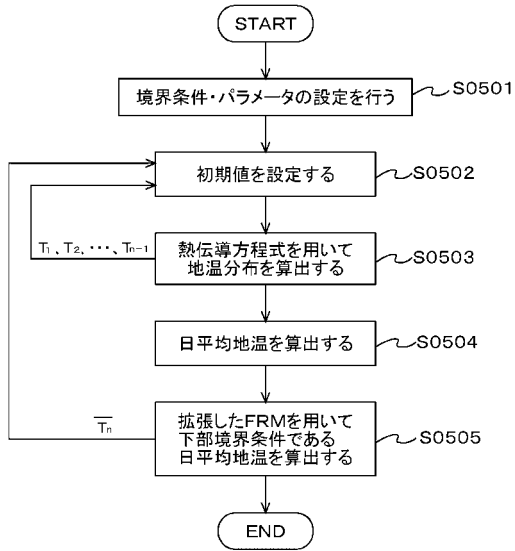 START
境界条件・パラメータの設定を行う
S0501
初期値を設定する
S0502
T1、T2、・・・、Tn-1
熱伝導方程式を用いて
地温分布を算出する
S0503
日平均地温を算出する
S0504
T̅n
拡張したFRMを用いて
下部境界条件である
日平均地温を算出する
S0505
END